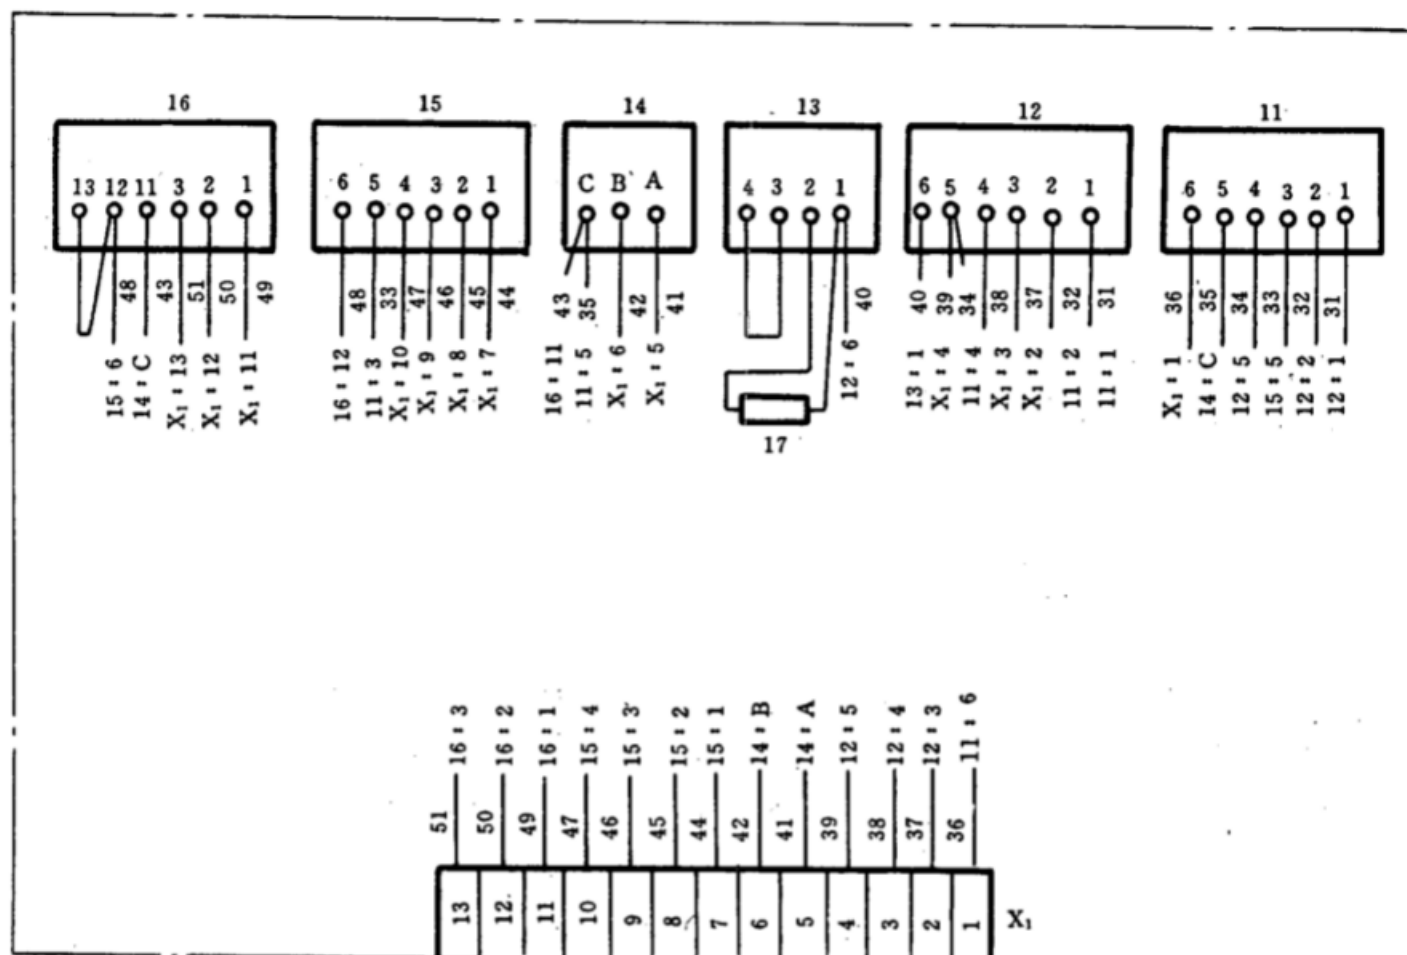 16 15 14 13 12 11
13 12 11 3 2 1
6 5 4 3 2 1
C B A
4 3 2 1
6 5 4 3 2 1
6 5 4 3 2 1
48 43 51 50 49
48 33 47 46 45 44
43 35 42 41
40
40 39 34 38 37 32 31
36 35 34 33 32 31
15:6 14:C X₁:13 X₁:12 X₁:11
16:12 11:3 X₁:10 X₁:9 X₁:8 X₁:7
16:11 11:5 X₁:6 X₁:5
12:6
13:1 X₁:4 11:4 X₁:3 X₁:2 11:2 11:1
X₁:1 14:C 12:5 15:5 12:2 12:1
17
16:3 16:2 16:1 15:4 15:3 15:2 15:1 14:B 14:A 12:5 12:4 12:3 11:6
51 50 49 47 46 45 44 42 41 39 38 37 36
13 12 11 10 9 8 7 6 5 4 3 2 1 X₁